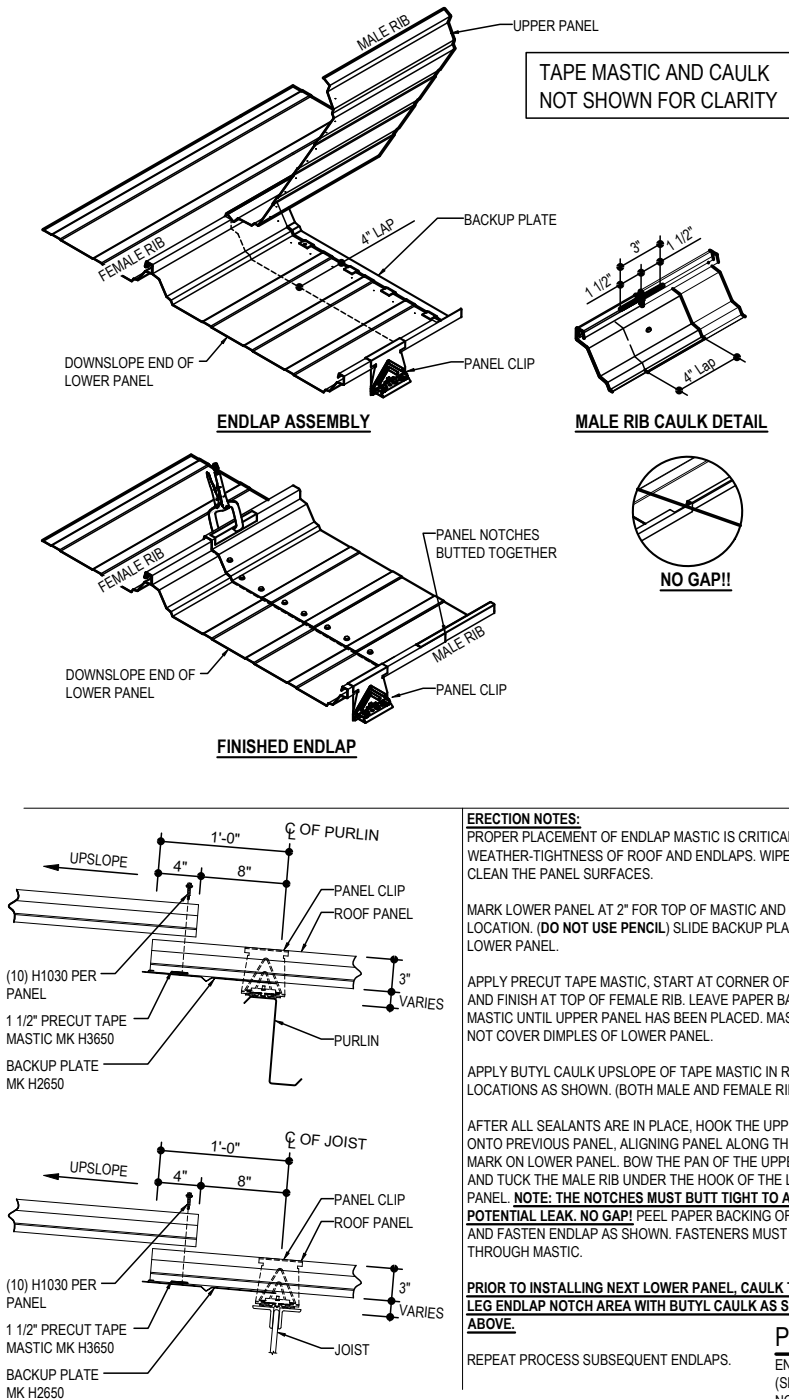 MALE RIB
UPPER PANEL
TAPE MASTIC AND CAULK
NOT SHOWN FOR CLARITY
FEMALE RIB
4" LAP
BACKUP PLATE
DOWNSLOPE END OF
LOWER PANEL
PANEL CLIP
ENDLAP ASSEMBLY
3"
1 1/2"
1 1/2"
4" Lap
MALE RIB CAULK DETAIL
FEMALE RIB
PANEL NOTCHES
BUTTED TOGETHER
MALE RIB
DOWNSLOPE END OF
LOWER PANEL
PANEL CLIP
FINISHED ENDLAP
NO GAP!!
℄ OF PURLIN
1'-0"
UPSLOPE
4"
8"
PANEL CLIP
ROOF PANEL
(10) H1030 PER
PANEL
3"
VARIES
1 1/2" PRECUT TAPE
MASTIC MK H3650
PURLIN
BACKUP PLATE
MK H2650
℄ OF JOIST
1'-0"
UPSLOPE
4"
8"
PANEL CLIP
ROOF PANEL
(10) H1030 PER
PANEL
3"
VARIES
1 1/2" PRECUT TAPE
MASTIC MK H3650
JOIST
BACKUP PLATE
MK H2650
ERECTION NOTES:
PROPER PLACEMENT OF ENDLAP MASTIC IS CRITICAL
WEATHER-TIGHTNESS OF ROOF AND ENDLAPS. WIPE
CLEAN THE PANEL SURFACES.
MARK LOWER PANEL AT 2" FOR TOP OF MASTIC AND
LOCATION. (DO NOT USE PENCIL) SLIDE BACKUP PLA
LOWER PANEL.
APPLY PRECUT TAPE MASTIC, START AT CORNER OF
AND FINISH AT TOP OF FEMALE RIB. LEAVE PAPER BA
MASTIC UNTIL UPPER PANEL HAS BEEN PLACED. MAS
NOT COVER DIMPLES OF LOWER PANEL.
APPLY BUTYL CAULK UPSLOPE OF TAPE MASTIC IN R
LOCATIONS AS SHOWN. (BOTH MALE AND FEMALE RI
AFTER ALL SEALANTS ARE IN PLACE, HOOK THE UPP
ONTO PREVIOUS PANEL, ALIGNING PANEL ALONG TH
MARK ON LOWER PANEL. BOW THE PAN OF THE UPPE
AND TUCK THE MALE RIB UNDER THE HOOK OF THE L
PANEL. NOTE: THE NOTCHES MUST BUTT TIGHT TO A
POTENTIAL LEAK. NO GAP! PEEL PAPER BACKING OF
AND FASTEN ENDLAP AS SHOWN. FASTENERS MUST
THROUGH MASTIC.
PRIOR TO INSTALLING NEXT LOWER PANEL, CAULK T
LEG ENDLAP NOTCH AREA WITH BUTYL CAULK AS S
ABOVE.
REPEAT PROCESS SUBSEQUENT ENDLAPS.
P
EN
(S